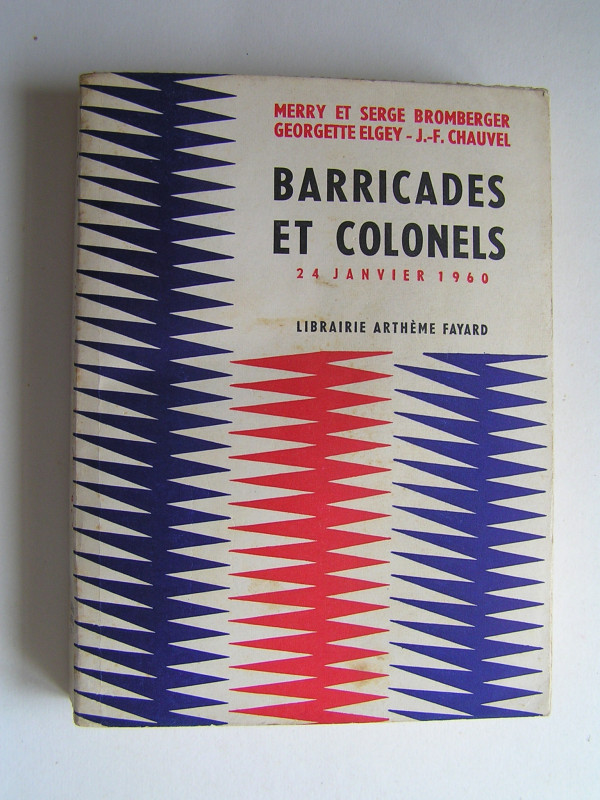 MERRY ET SERGE BROMBERGER
GEORGETTE ELGEY - J.-F. CHAUVEL
BARRICADES
ET COLONELS
24 JANVIER 1960
LIBRAIRIE ARTHÈME FAYARD